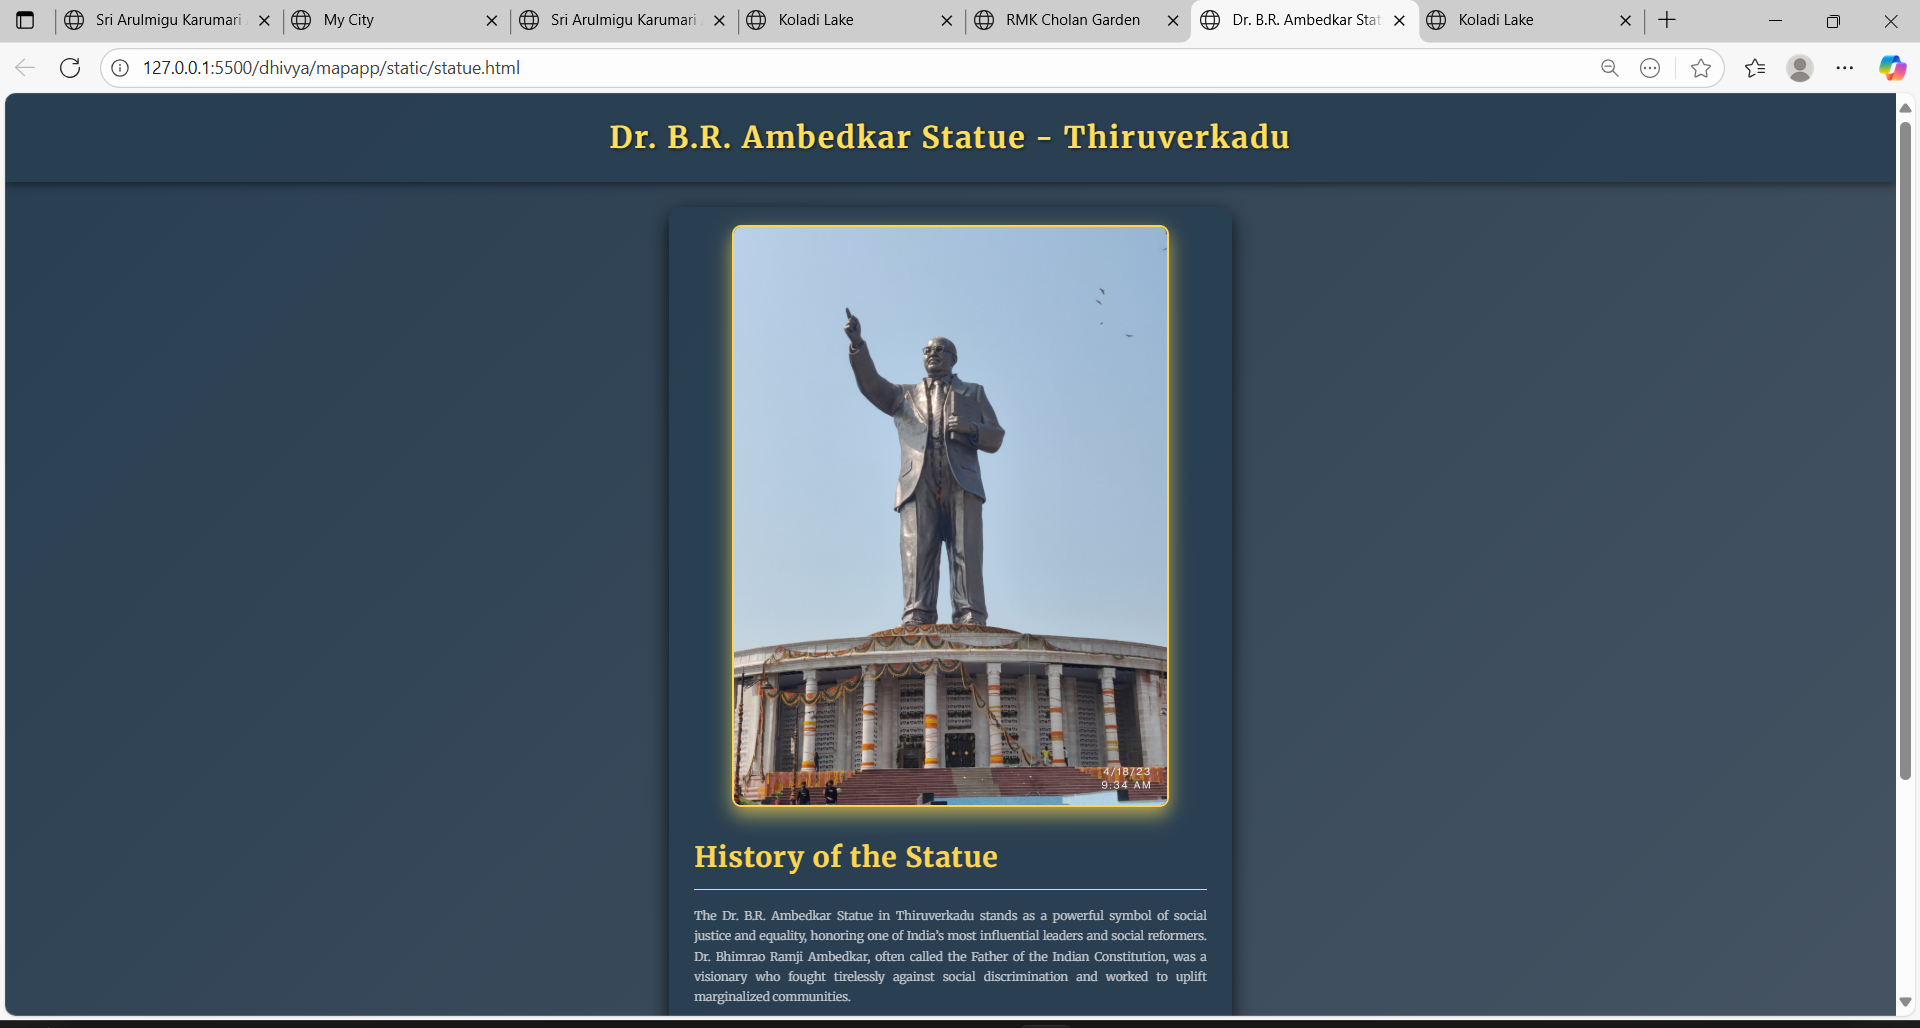 Sri Arulmigu Karumari
My City
Sri Arulmigu Karumari
Koladi Lake
RMK Cholan Garden
Dr. B.R. Ambedkar Stat
Koladi Lake
127.0.0.1:5500/dhivya/mapapp/static/statue.html
Dr. B.R. Ambedkar Statue - Thiruverkadu
4/18/23
9:34 AM
History of the Statue
The Dr. B.R. Ambedkar Statue in Thiruverkadu stands as a powerful symbol of social
justice and equality, honoring one of India’s most influential leaders and social reformers.
Dr. Bhimrao Ramji Ambedkar, often called the Father of the Indian Constitution, was a
visionary who fought tirelessly against social discrimination and worked to uplift
marginalized communities.